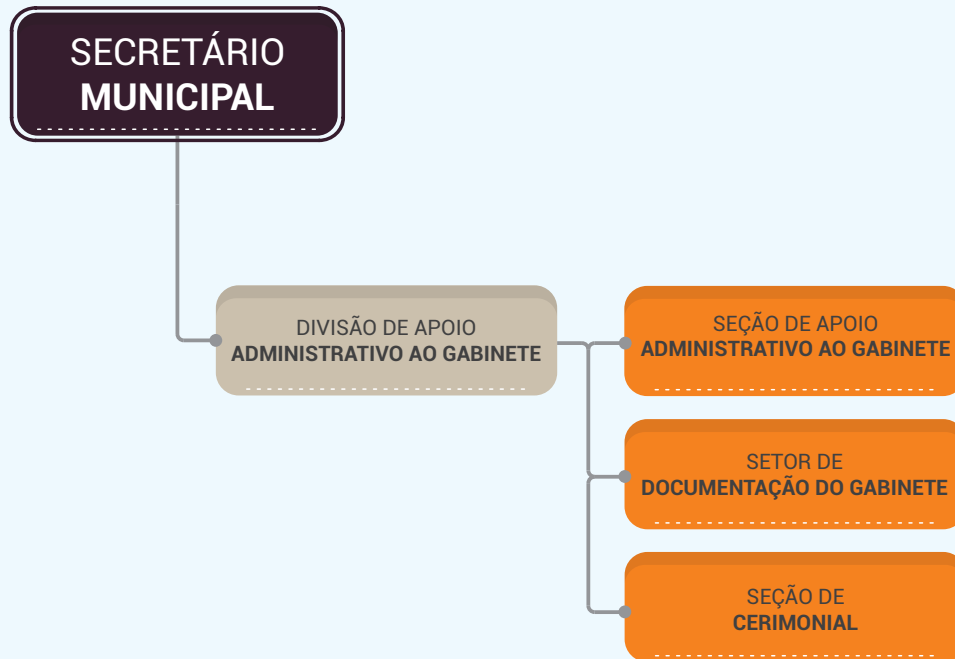 SECRETÁRIO
MUNICIPAL
DIVISÃO DE APOIO
ADMINISTRATIVO AO GABINETE
SEÇÃO DE APOIO
ADMINISTRATIVO AO GABINETE
SETOR DE
DOCUMENTAÇÃO DO GABINETE
SEÇÃO DE
CERIMONIAL